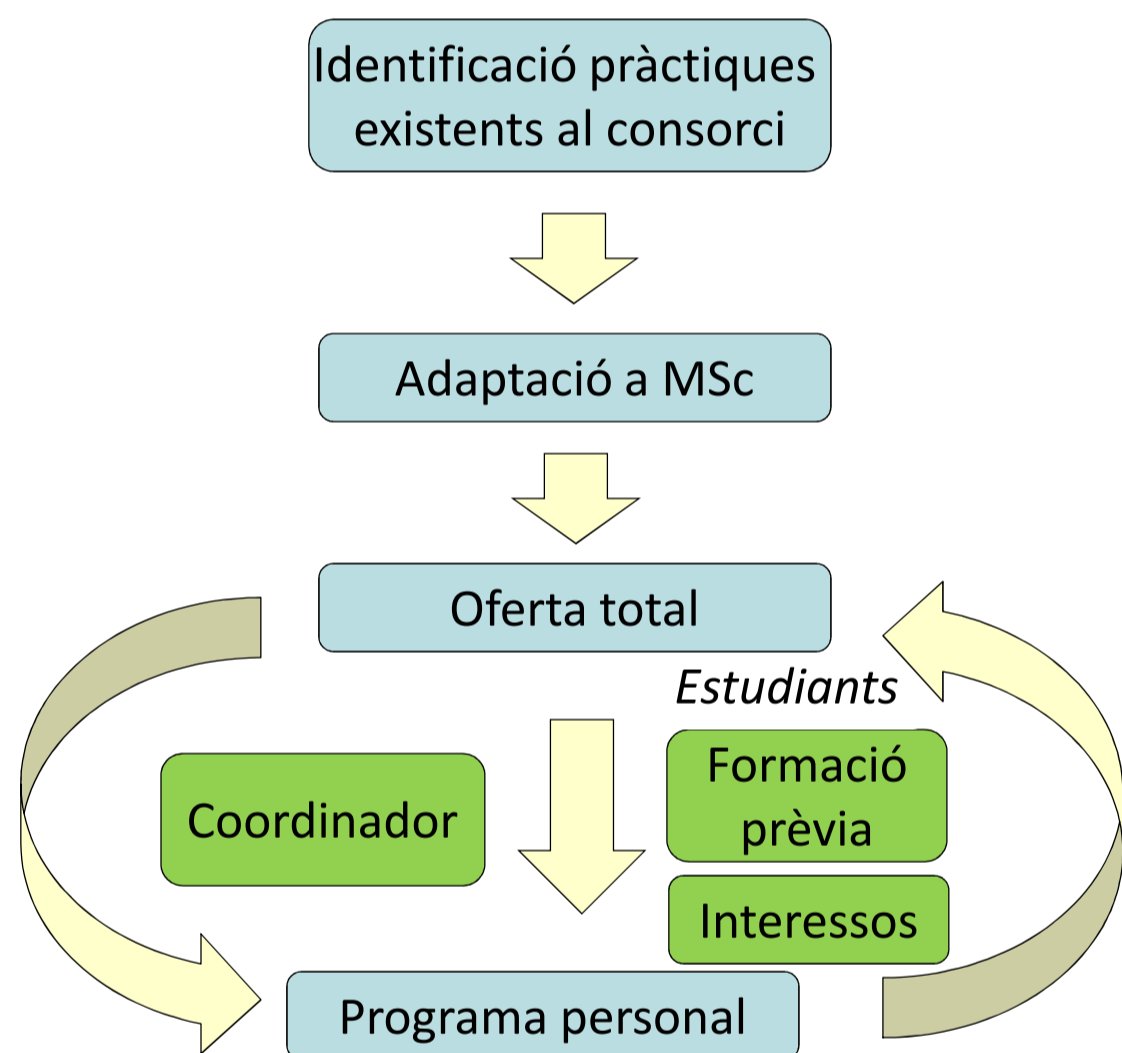 Identificació pràctiques
existents al consorci
Adaptació a MSc
Oferta total
Estudiants
Coordinador
Formació
prèvia
Interessos
Programa personal